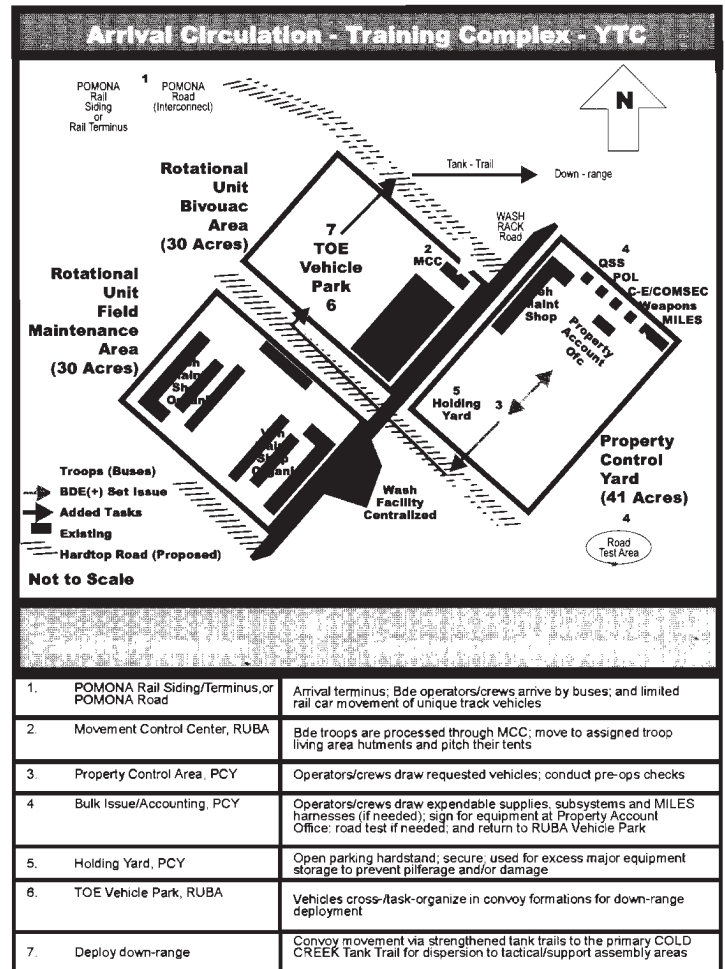 Arrival Circulation - Training Complex - YTC
1
POMONA
Rail
Siding
or
Rail Terminus
POMONA
Road
(Interconnect)
N
Tank - Trail
Down - range
Rotational
Unit
Bivouac
Area
(30 Acres)
7
TOE
Vehicle
Park
6
2
MCC
WASH
RACK
Road
4
QSS
POL
C-E/COMSEC
Weapons
MILES
Maint
Shop
Property
Account
Ofc
Rotational
Unit
Field
Maintenance
Area
(30 Acres)
5
Holding
Yard
3
Property
Control
Yard
(41 Acres)
4
Road
Test Area
Wash
Facility
Centralized
Troops (Buses)
BDE(+) Set Issue
Added Tasks
Existing
Hardtop Road (Proposed)
Not to Scale
1. POMONA Rail Siding/Terminus,or
POMONA Road
Arrival terminus; Bde operators/crews arrive by buses; and limited
rail car movement of unique track vehicles
2. Movement Control Center, RUBA
Bde troops are processed through MCC; move to assigned troop
living area hutments and pitch their tents
3. Property Control Area, PCY
Operators/crews draw requested vehicles; conduct pre-ops checks
4 Bulk Issue/Accounting, PCY
Operators/crews draw expendable supplies, subsystems and MILES
harnesses (if needed); sign for equipment at Property Account
Office; road test if needed; and return to RUBA Vehicle Park
5. Holding Yard, PCY
Open parking hardstand; secure; used for excess major equipment
storage to prevent pilferage and/or damage
6. TOE Vehicle Park, RUBA
Vehicles cross-/task-organize in convoy formations for down-range
deployment
7. Deploy down-range
Convoy movement via strengthened tank trails to the primary COLD
CREEK Tank Trail for dispersion to tactical/support assembly areas